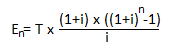 Eₙ= T x (1+i) x ((1+i)ⁿ-1)
i